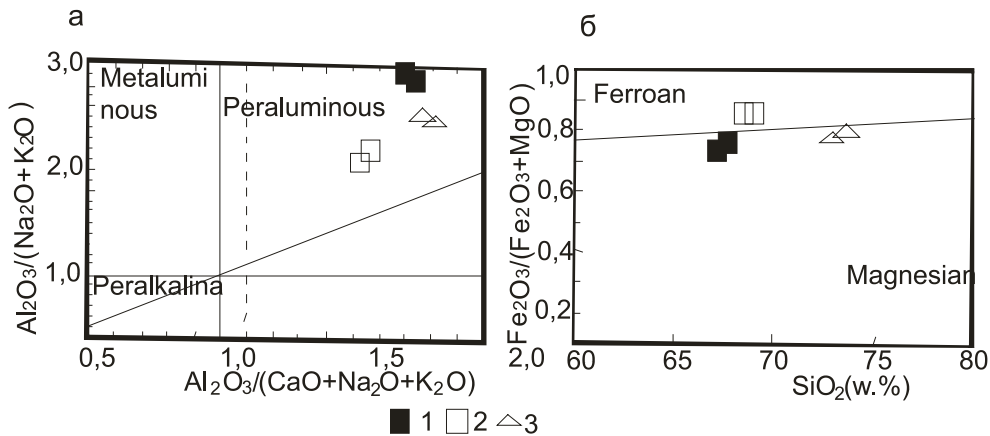 а
3,0
2,0
1,0
Al2O3/(Na2O+K2O)
Metalumi
nous
Peraluminous
Peralkalina
0,5
1,0
1,5
2,0
Al2O3/(CaO+Na2O+K2O)
б
1,0
0,8
0,6
0,4
0,2
Fe2O3/(Fe2O3+MgO)
Ferroan
Magnesian
60
65
70
75
80
SiO2(w.%)
1 2 3